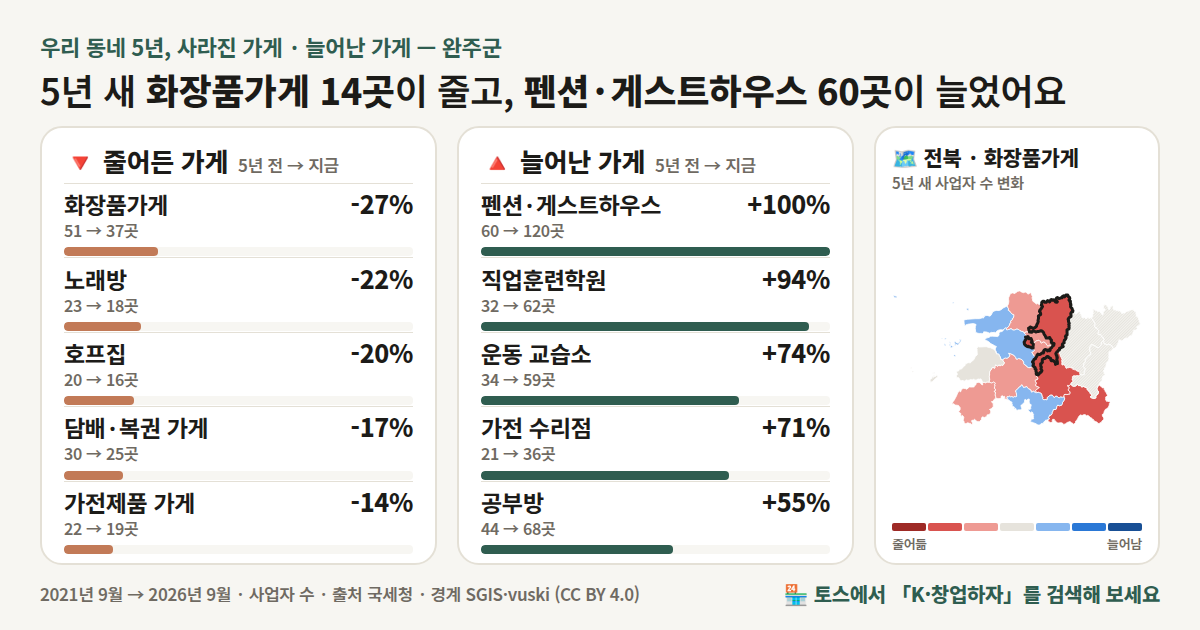 우리 동네 5년, 사라진 가게 · 늘어난 가게 — 완주군
5년 새 화장품가게 14곳이 줄고, 펜션·게스트하우스 60곳이 늘었어요
줄어든 가게 5년 전 → 지금
화장품가게 -27%
51 → 37곳
노래방 -22%
23 → 18곳
호프집 -20%
20 → 16곳
담배·복권 가게 -17%
30 → 25곳
가전제품 가게 -14%
22 → 19곳
늘어난 가게 5년 전 → 지금
펜션·게스트하우스 +100%
60 → 120곳
직업훈련학원 +94%
32 → 62곳
운동 교습소 +74%
34 → 59곳
가전 수리점 +71%
21 → 36곳
공부방 +55%
44 → 68곳
전북 · 화장품가게
5년 새 사업자 수 변화
줄어듦 늘어남
2021년 9월 → 2026년 9월 · 사업자 수 · 출처 국세청 · 경계 SGIS·vuski (CC BY 4.0)
토스에서 「K·창업하자」를 검색해 보세요